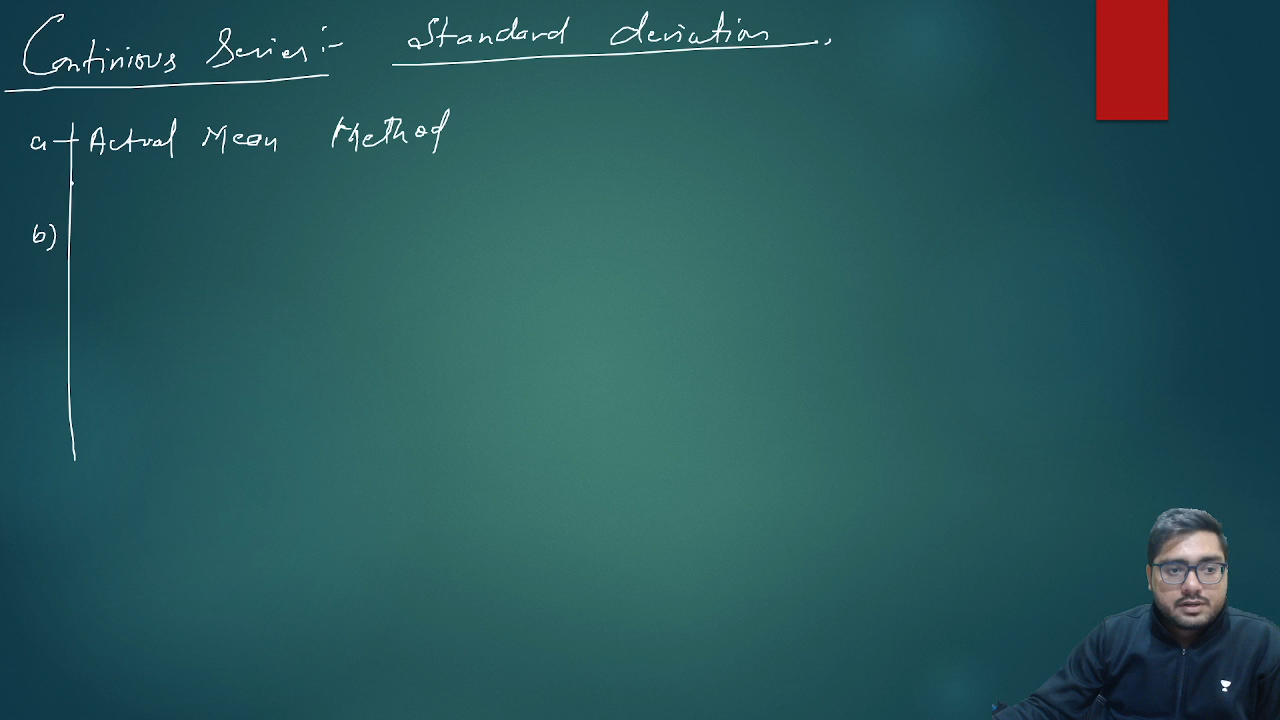 Continious Series:- Standard deviation.
a Actual Mean Method
b)